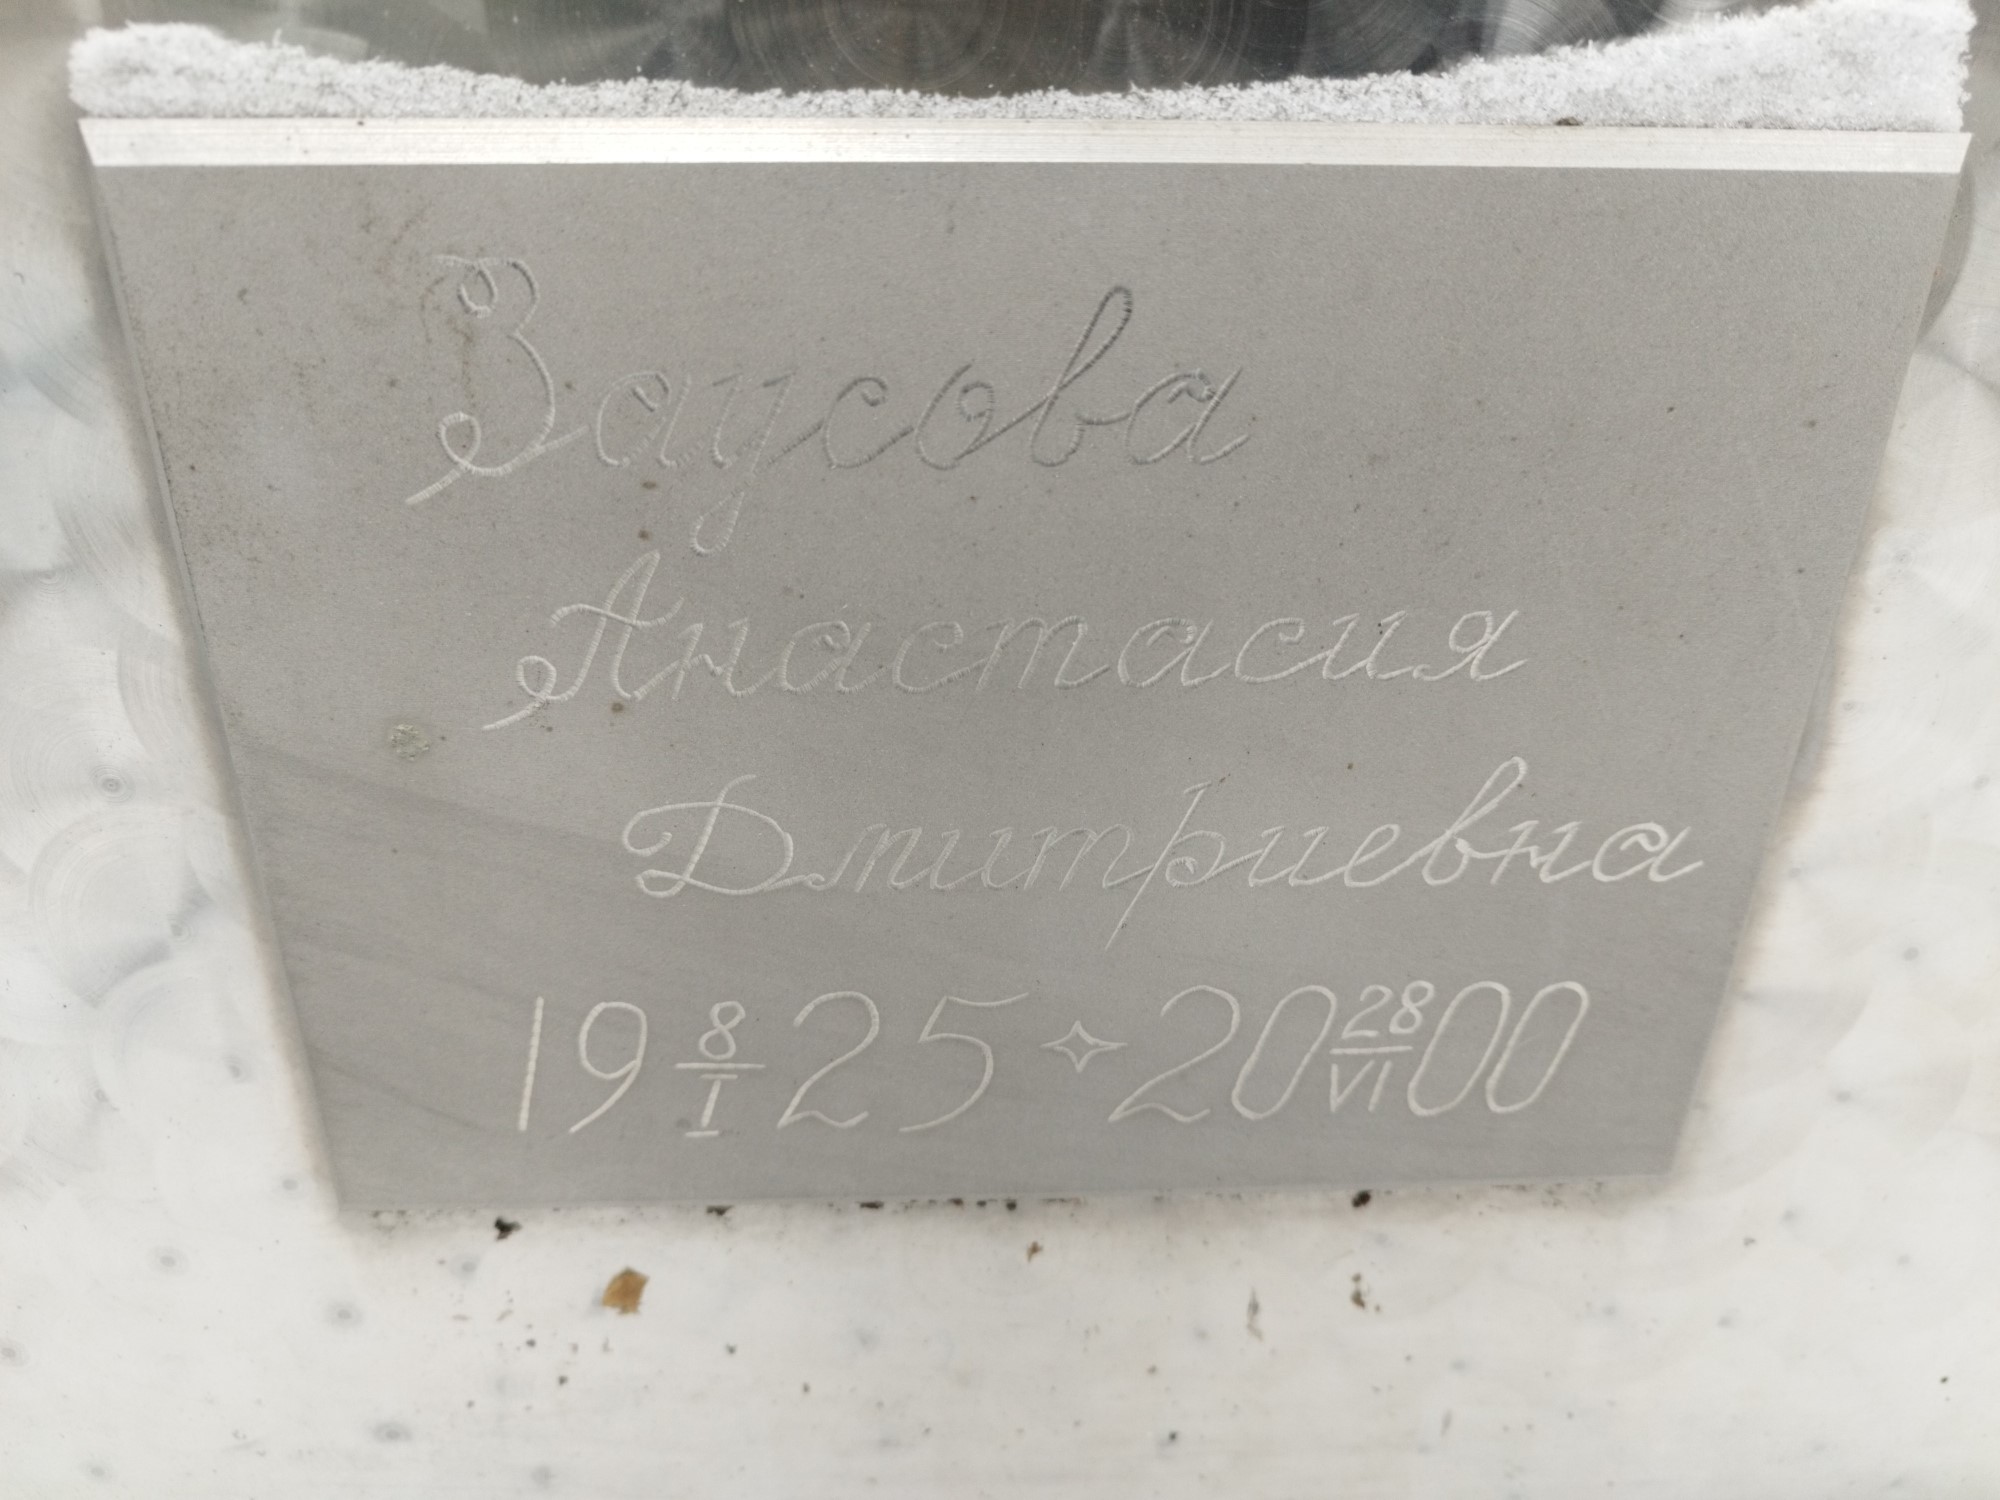 Заусова
Анастасия
Дмитриевна
19 8/I 25 ✧ 20 28/VI 00